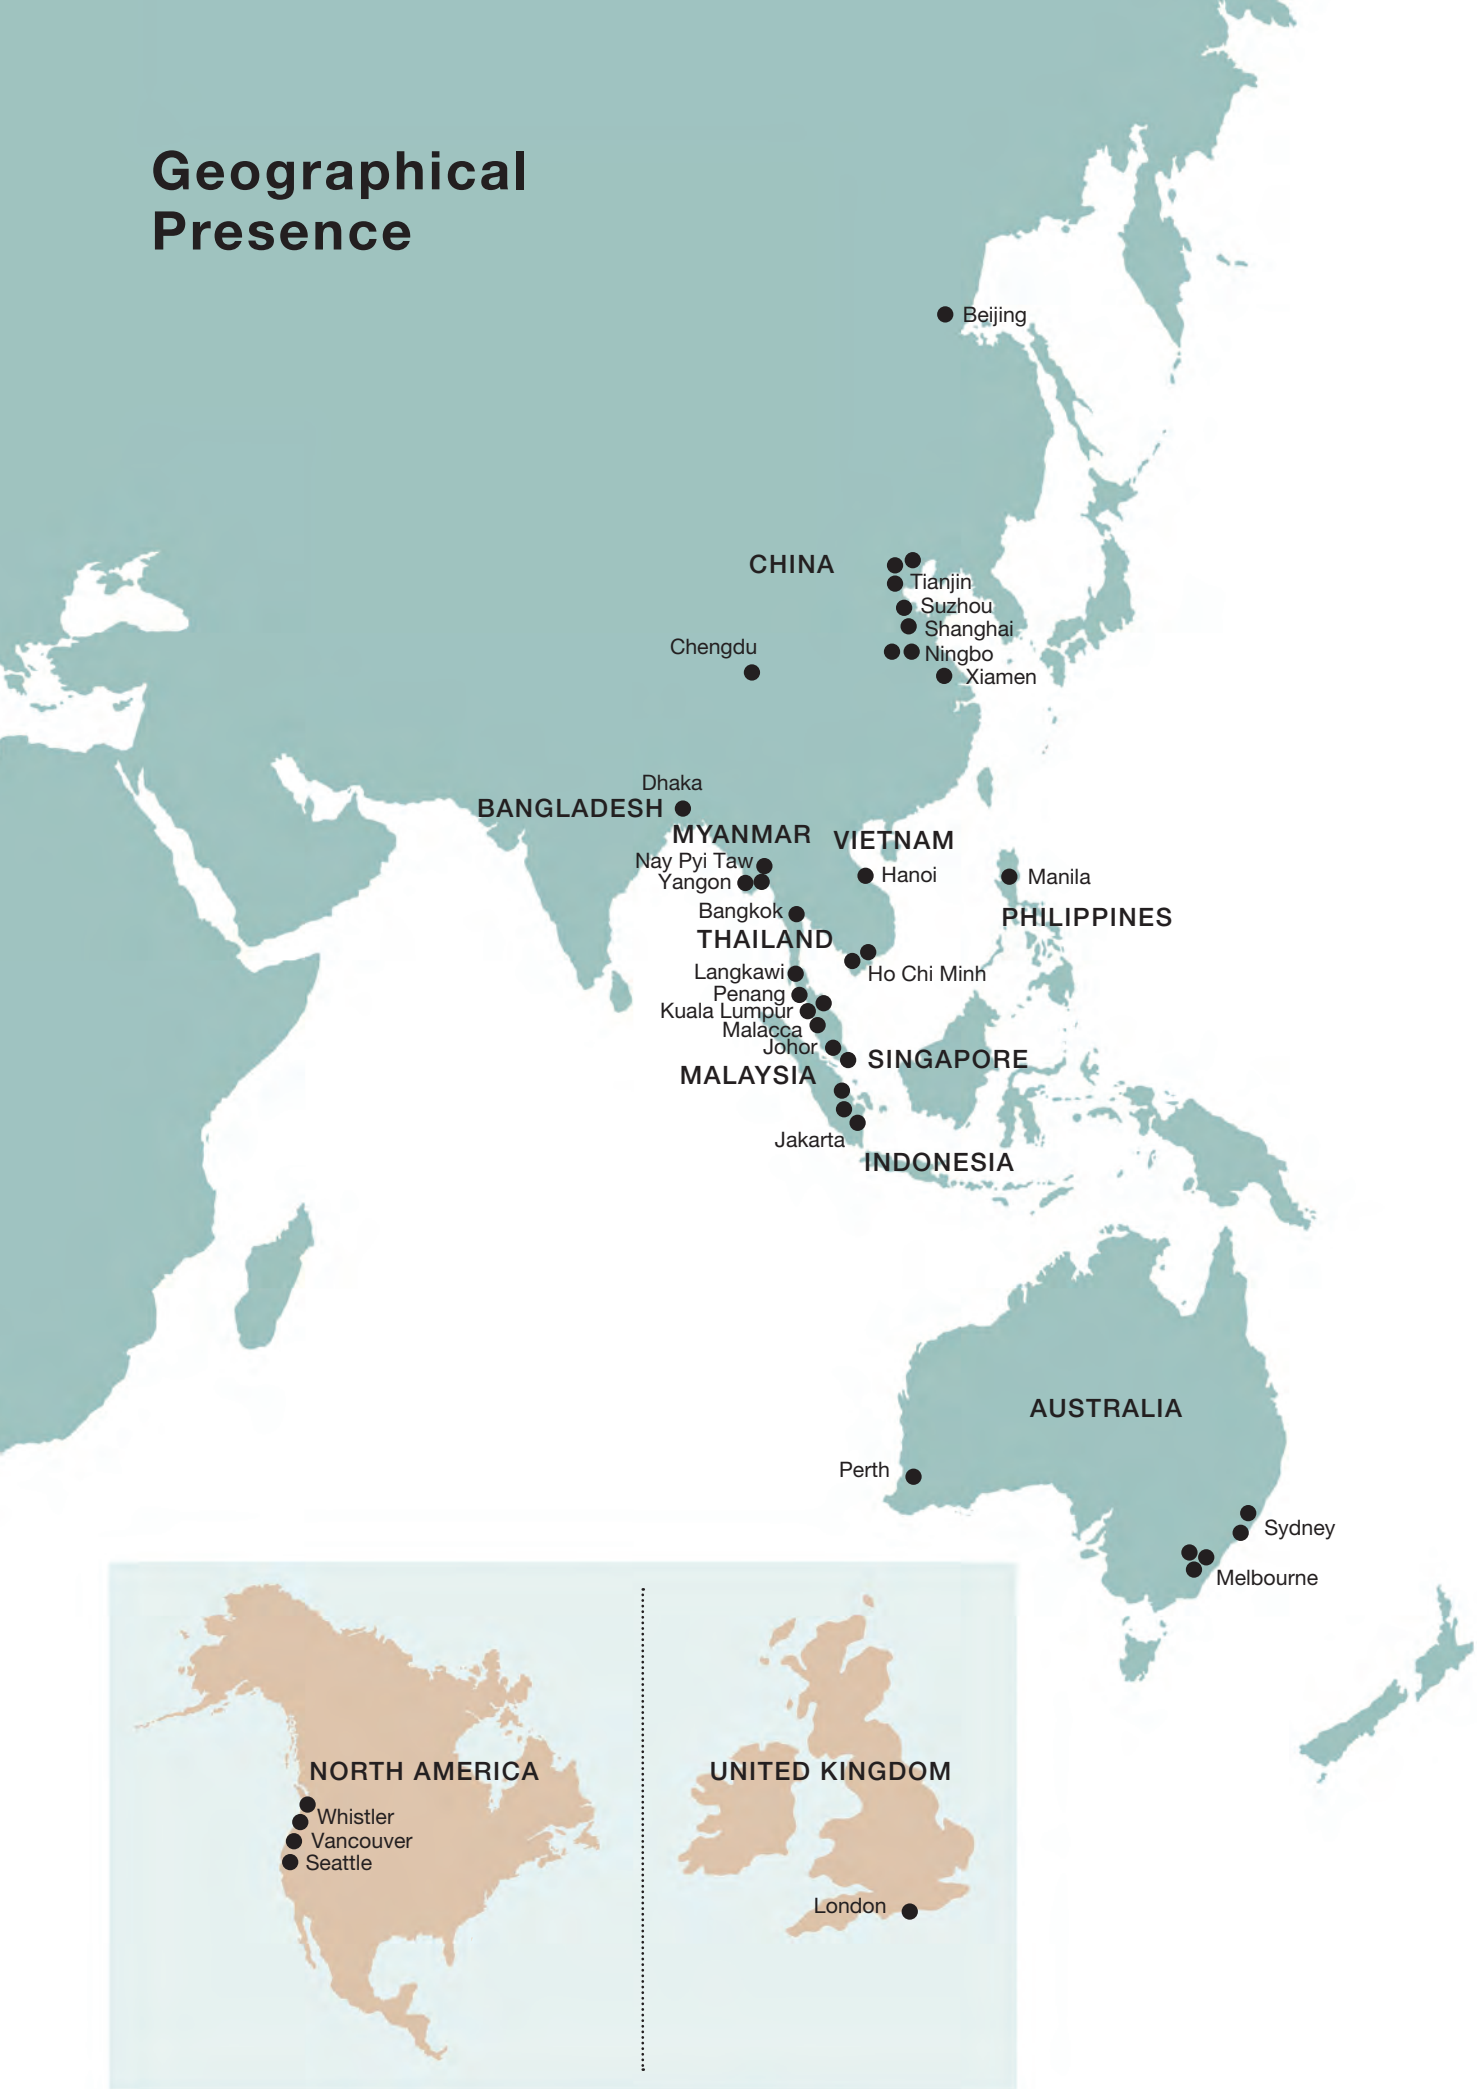 Geographical
Presence
Beijing
CHINA
Tianjin
Suzhou
Shanghai
Chengdu
Ningbo
Xiamen
Dhaka
BANGLADESH
MYANMAR
VIETNAM
Nay Pyi Taw
Hanoi
Manila
Yangon
Bangkok
PHILIPPINES
THAILAND
Langkawi
Ho Chi Minh
Penang
Kuala Lumpur
Malacca
Johor
SINGAPORE
MALAYSIA
Jakarta
INDONESIA
AUSTRALIA
Perth
Sydney
Melbourne
NORTH AMERICA
Whistler
Vancouver
Seattle
UNITED KINGDOM
London